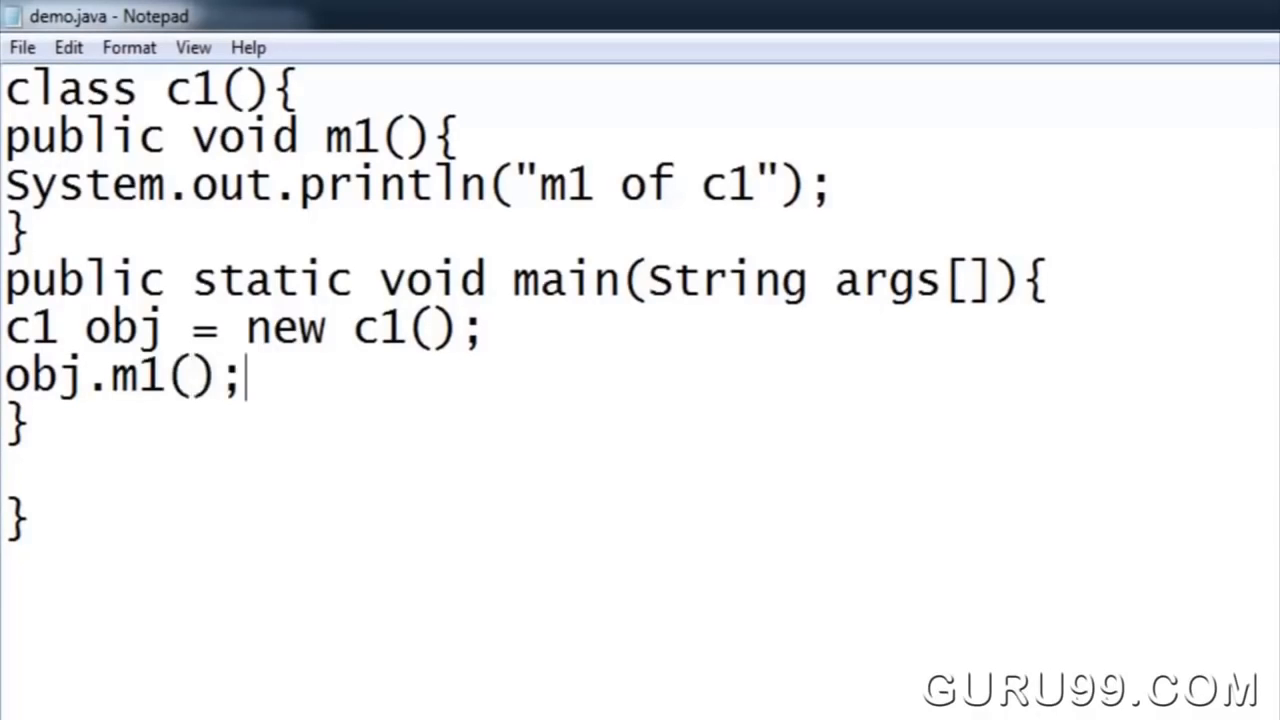 demo.java - Notepad
File Edit Format View Help
class c1(){
public void m1(){
System.out.println("m1 of c1");
}
public static void main(String args[]){
c1 obj = new c1();
obj.m1();
}
}
GURU99.COM